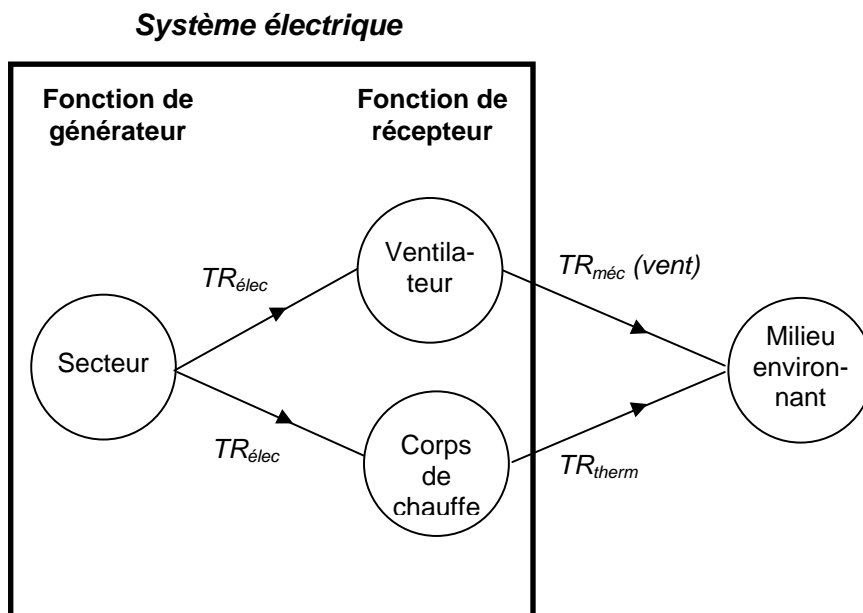 Système électrique
Fonction de
générateur
Fonction de
récepteur
Ventila-
teur
TRélec
TRméc (vent)
Secteur
Milieu
environ-
nant
TRélec
Corps
de
chauffe
TRtherm